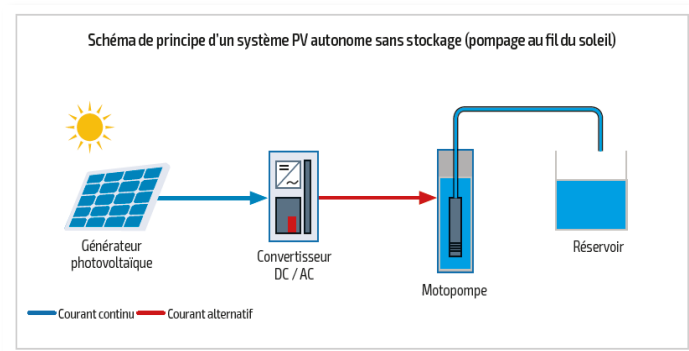 Schéma de principe d'un système PV autonome sans stockage (pompage au fil du soleil)
Générateur
photovoltaïque
Convertisseur
DC / AC
Motopompe
Réservoir
Courant continu
Courant alternatif